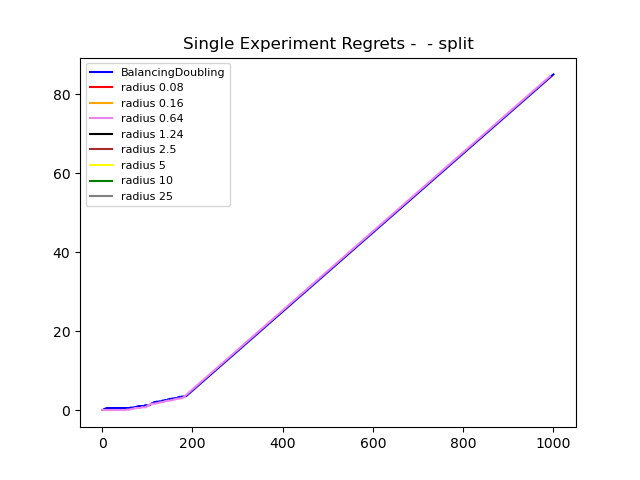 Single Experiment Regrets -  - split
BalancingDoubling
radius 0.08
radius 0.16
radius 0.64
radius 1.24
radius 2.5
radius 5
radius 10
radius 25
80
60
40
20
0
0 200 400 600 800 1000